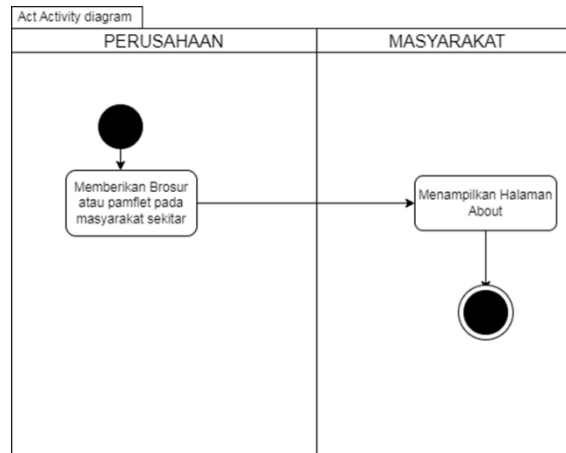 Act Activity diagram
PERUSAHAAN
MASYARAKAT
Memberikan Brosur
atau pamflet pada
masyarakat sekitar
Menampilkan Halaman
About